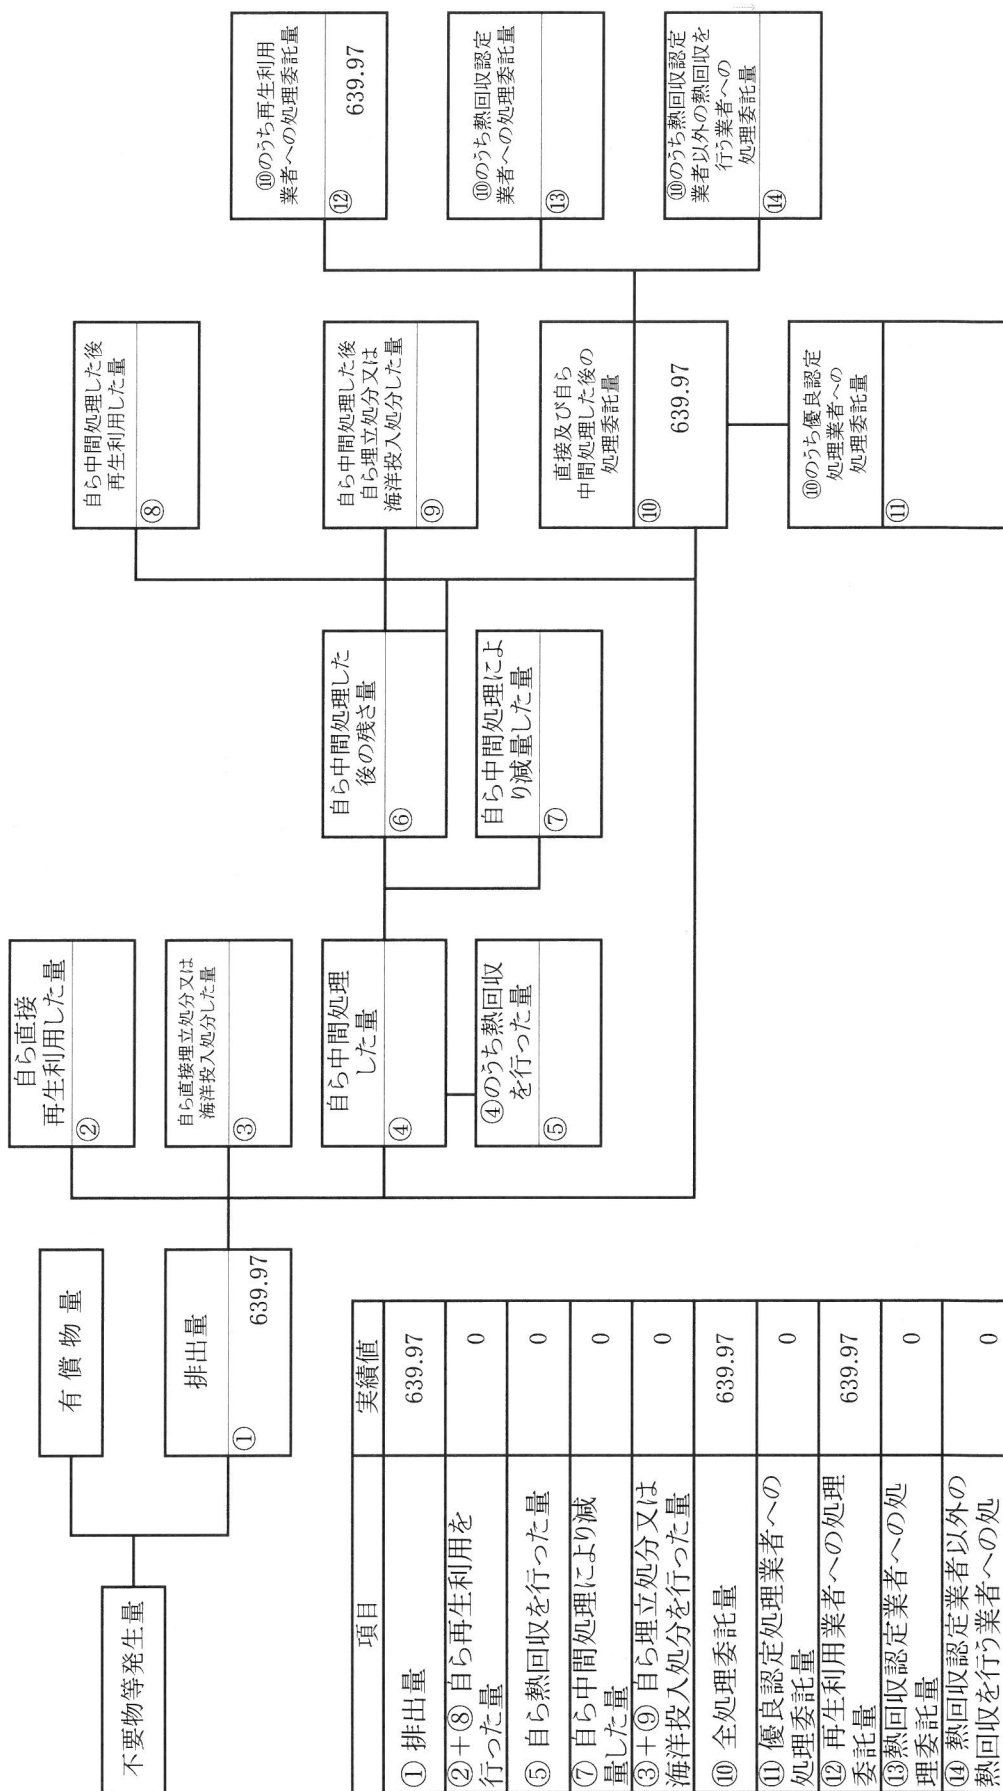 不要物等発生量
有償物量
排出量
①
639.97
自ら直接
再生利用した量
②
自ら直接埋立処分又は
海洋投入処分した量
③
自ら中間処理
した量
④
④のうち熱回収
を行った量
⑤
自ら中間処理した
後の残さ量
⑥
自ら中間処理によ
り減量した量
⑦
自ら中間処理した後
再生利用した量
⑧
自ら中間処理した後
自ら埋立処分又は
海洋投入処分した量
⑨
直接及び自ら
中間処理した後の
処理委託量
⑩
639.97
⑩のうち優良認定
処理業者への
処理委託量
⑪
⑩のうち再生利用
業者への処理委託量
⑫
639.97
⑩のうち熱回収認定
業者への処理委託量
⑬
⑩のうち熱回収認定
業者以外の熱回収を
行う業者への
処理委託量
⑭
項目 実績値
① 排出量 639.97
②+⑧ 自ら再生利用を
行った量 0
⑤ 自ら熱回収を行った量 0
⑦ 自ら中間処理により減
量した量 0
③+⑨ 自ら埋立処分又は
海洋投入処分を行った量 0
⑩ 全処理委託量 639.97
⑪ 優良認定処理業者への
処理委託量 0
⑫ 再生利用業者への処理
委託量 639.97
⑬熱回収認定業者への処
理委託量 0
⑭ 熱回収認定業者以外の
熱回収を行う業者への処 0